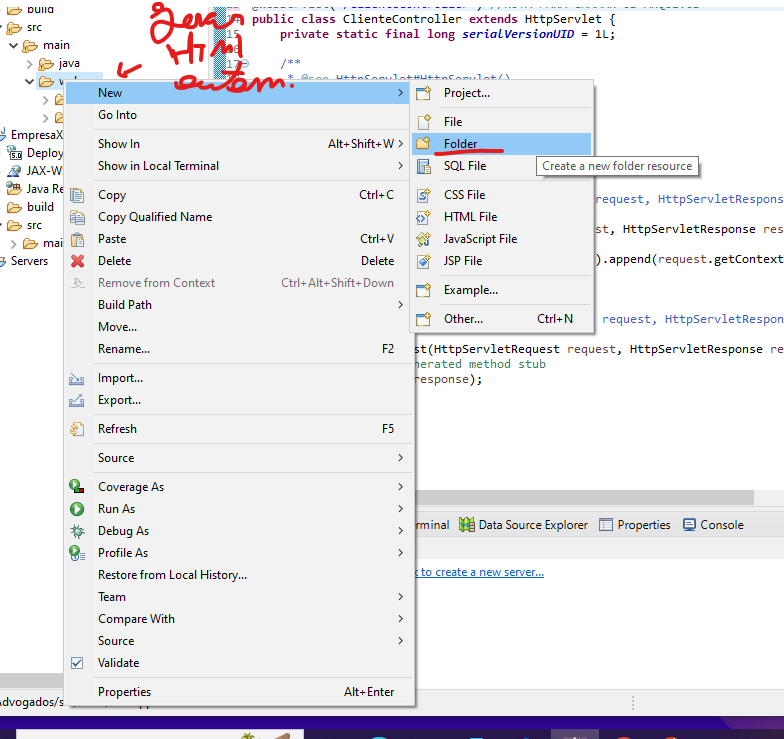 build
src
main
java
EmpresaX
Deploy
JAX-W
Java Re
build
src
mai
Servers
HTM
public class ClienteController extends HttpServlet {
private static final long serialVersionUID = 1L;
/**
* @see HttpServlet#HttpServlet()
New
Go Into
Show In Alt+Shift+W
Show in Local Terminal
Copy Ctrl+C
Copy Qualified Name
Paste Ctrl+V
Delete Delete
Remove from Context Ctrl+Alt+Shift+Down
Build Path
Move...
Rename... F2
Import...
Export...
Refresh F5
Source
Coverage As
Run As
Debug As
Profile As
Restore from Local History...
Team
Compare With
Source
Validate
Properties Alt+Enter
Project...
File
Folder
SQL File
CSS File
HTML File
JavaScript File
JSP File
Example...
Other... Ctrl+N
Create a new folder resource
request, HttpServletRespons
st, HttpServletResponse res
).append(request.getContext
request, HttpServletRespon
st(HttpServletRequest request, HttpServletResponse re
nerated method stub
response);
rminal Data Source Explorer Properties Console
to create a new server...
Advogados/s